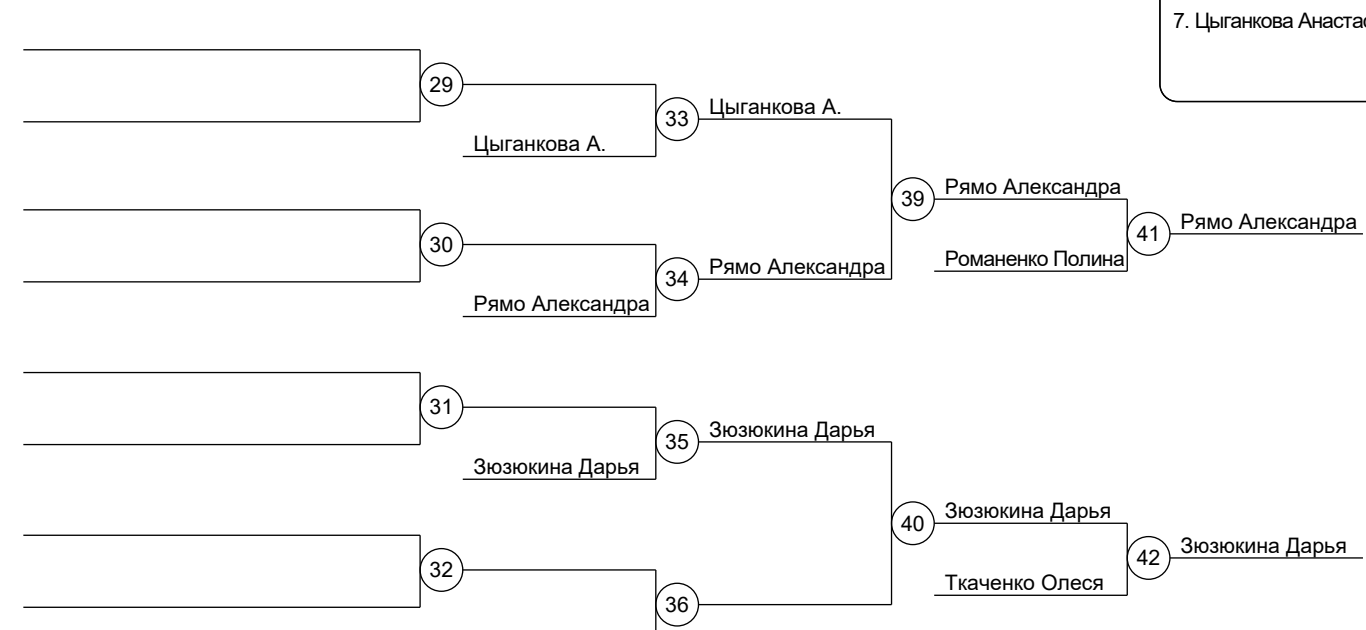 7. Цыганкова
29
33
Цыганкова А.
Цыганкова А.
39
Рямо Александра
41
Рямо Александра
30
34
Рямо Александра
Романенко Полина
Рямо Александра
31
35
Зюзюкина Дарья
Зюзюкина Дарья
40
Зюзюкина Дарья
42
Зюзюкина Дарья
32
36
Ткаченко Олеся